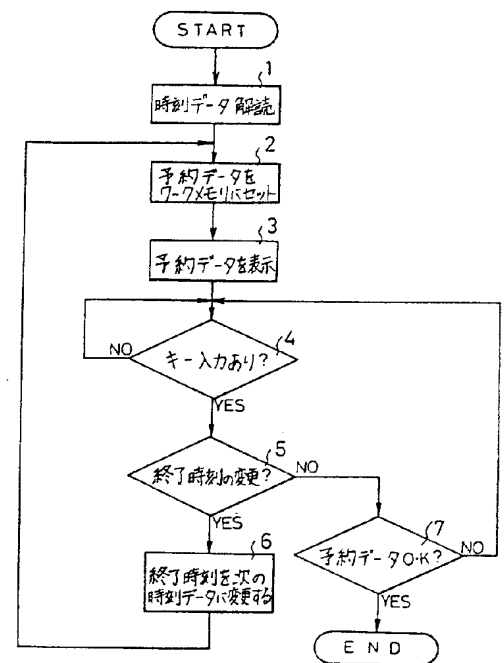 START
1
時刻データ解読
2
予約データを
ワークメモリにセット
3
予約データを表示
4
キー入力あり?
NO
YES
5
終了時刻の変更?
NO
YES
6
終了時刻を次の
時刻データに変更する
7
予約データO・K?
NO
YES
END